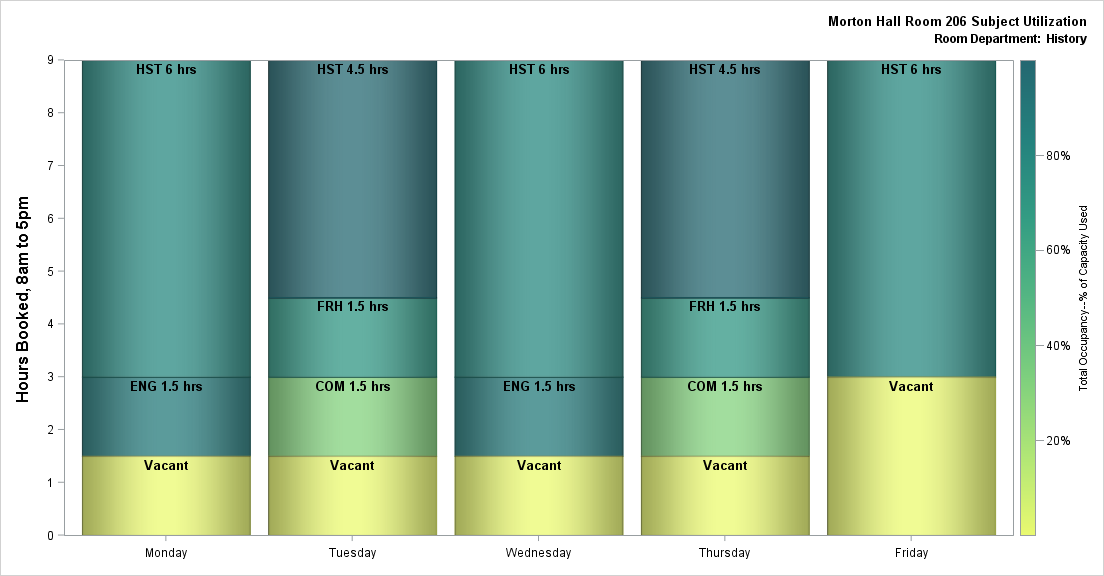 Morton Hall Room 206 Subject Utilization
Room Department: History
Hours Booked, 8am to 5pm
9
8
7
6
5
4
3
2
1
0
HST 6 hrs
ENG 1.5 hrs
Vacant
HST 4.5 hrs
FRH 1.5 hrs
COM 1.5 hrs
Vacant
HST 6 hrs
ENG 1.5 hrs
Vacant
HST 4.5 hrs
FRH 1.5 hrs
COM 1.5 hrs
Vacant
HST 6 hrs
Vacant
Monday
Tuesday
Wednesday
Thursday
Friday
80%
60%
40%
20%
Total Occupancy--% of Capacity Used